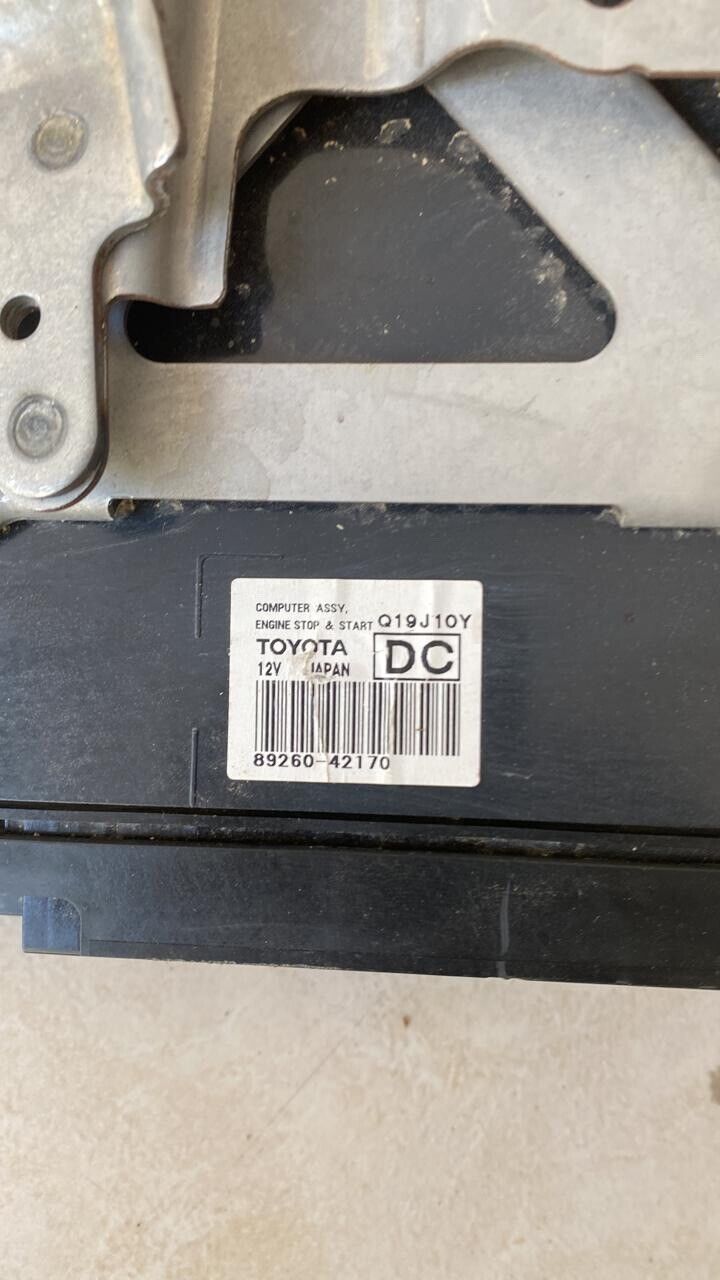 COMPUTER ASSY,
ENGINE STOP & START Q19J10Y
TOYOTA DC
12V JAPAN
89260-42170